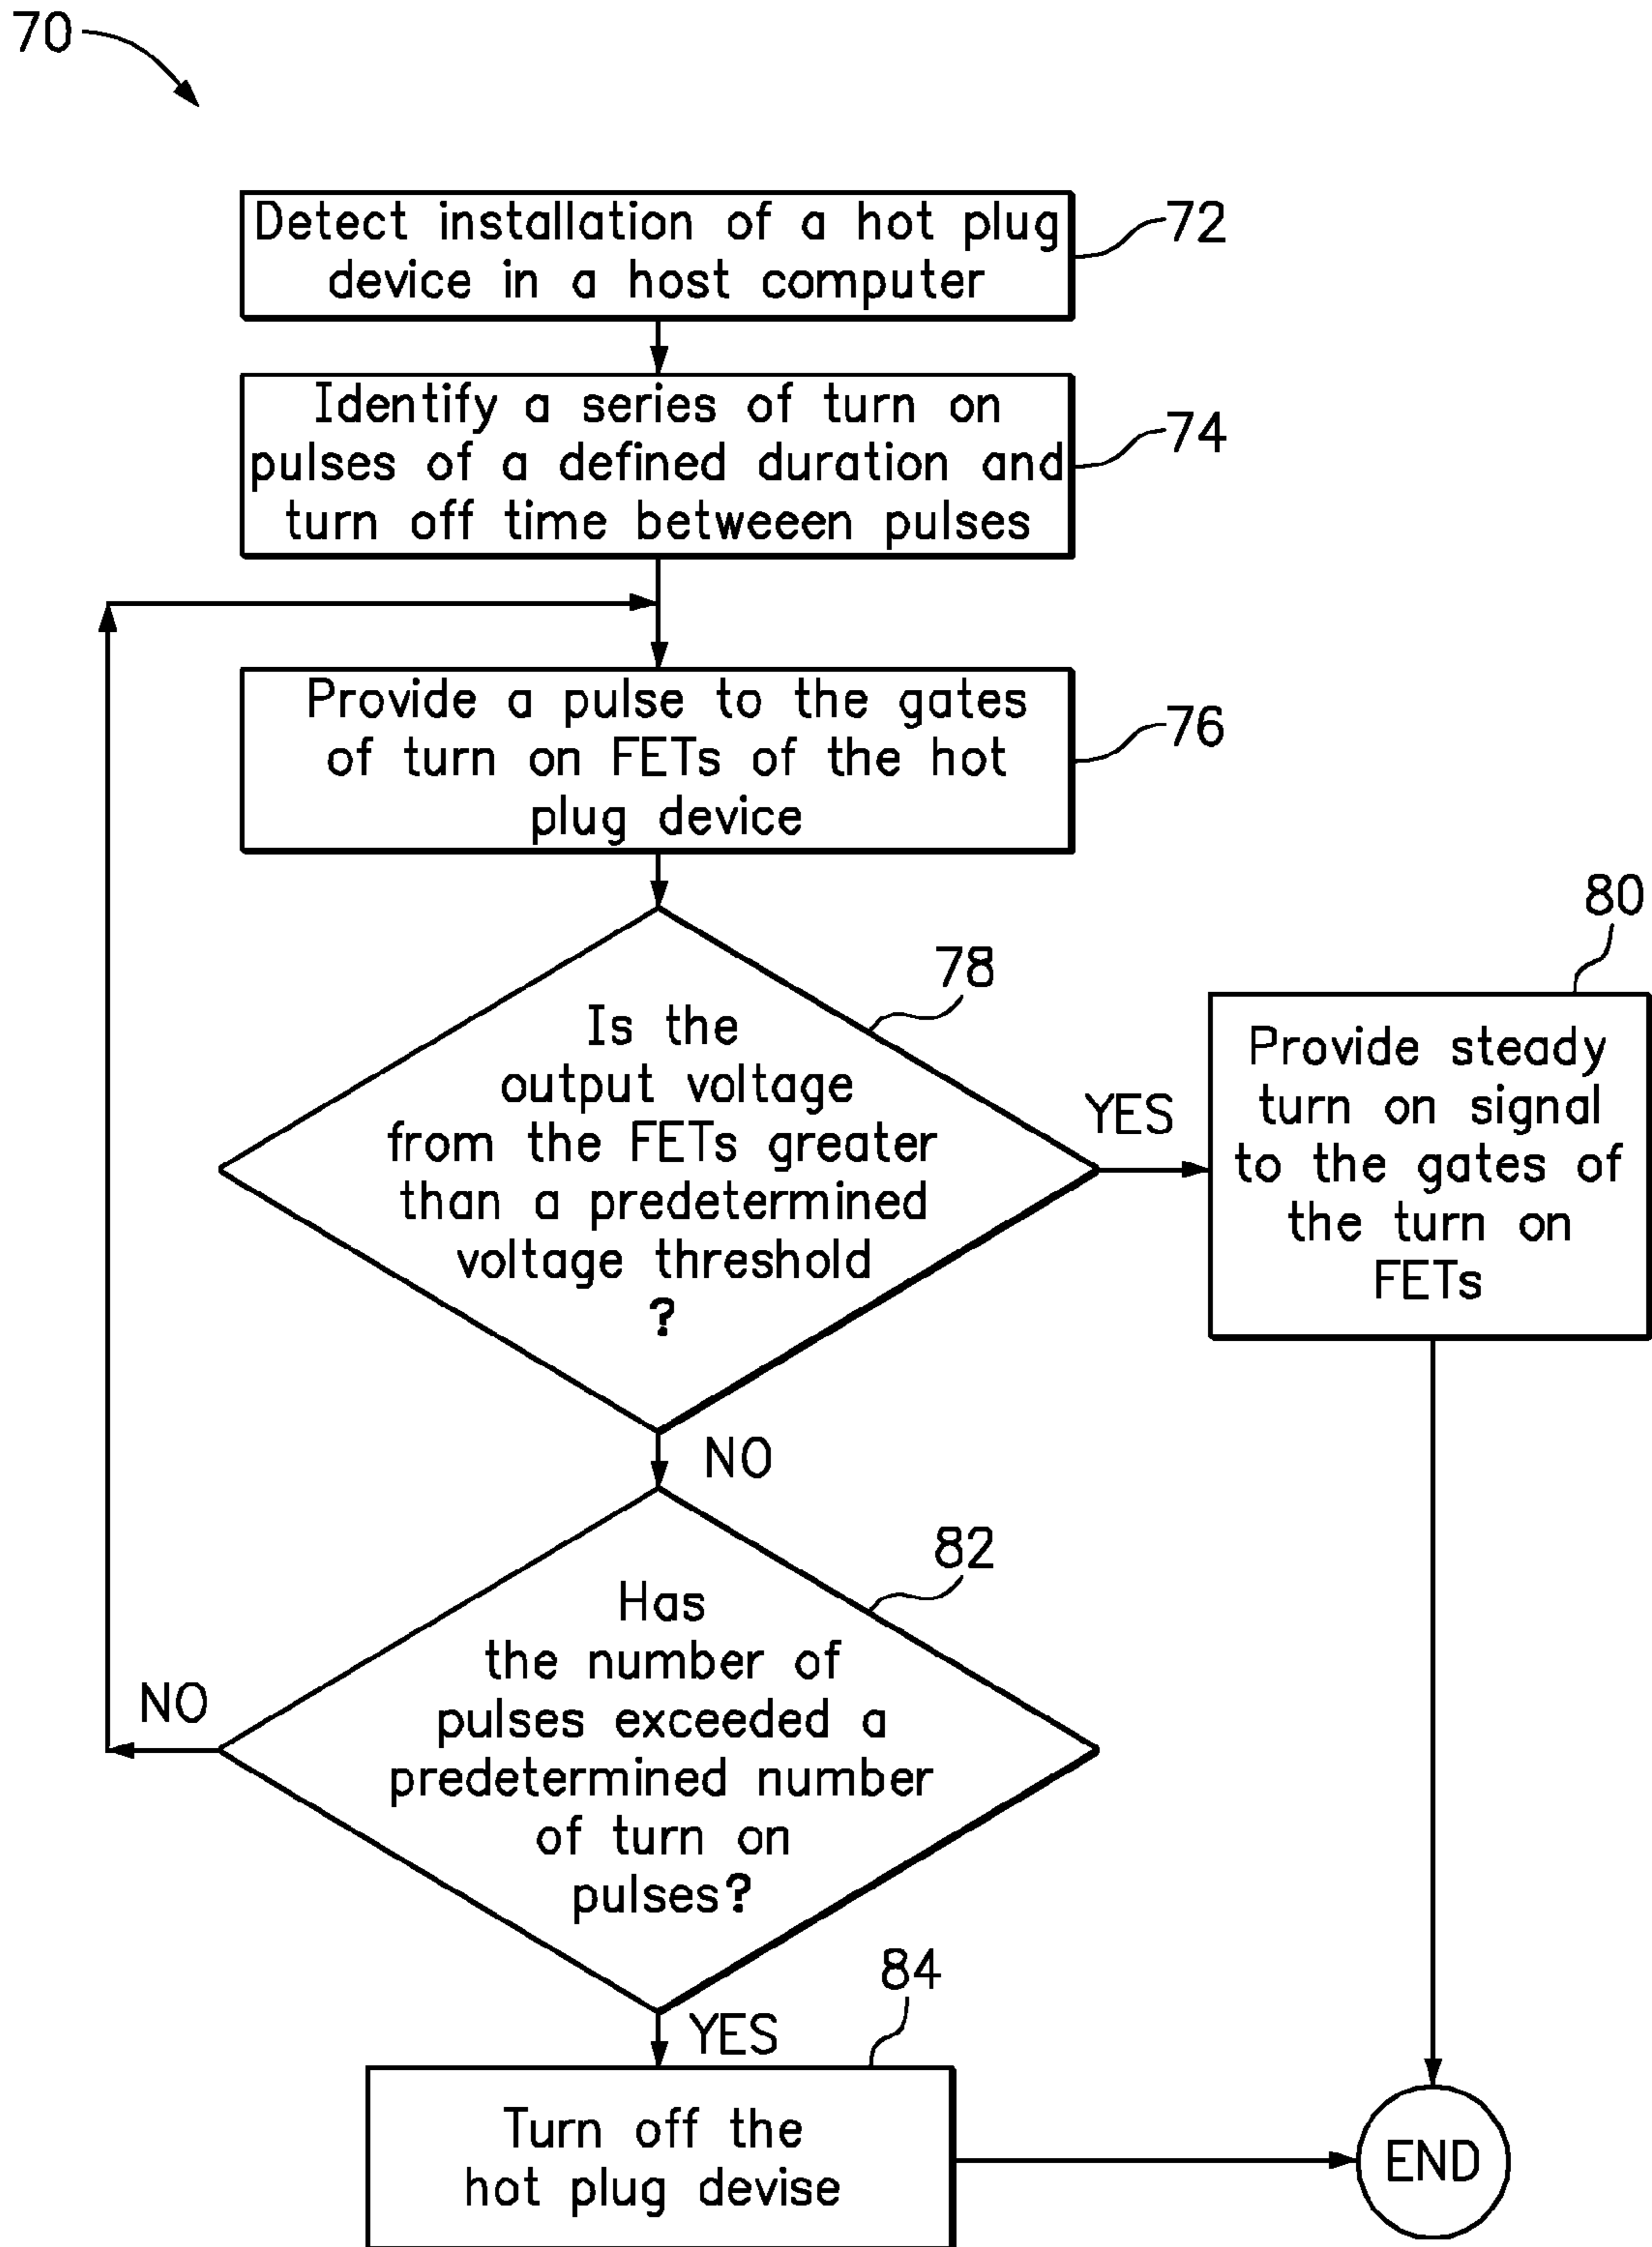 70
Detect installation of a hot plug
device in a host computer
72
Identify a series of turn on
pulses of a defined duration and
turn off time betweeen pulses
74
Provide a pulse to the gates
of turn on FETs of the hot
plug device
76
78
Is the
output voltage
from the FETs greater
than a predetermined
voltage threshold
?
YES
80
Provide steady
turn on signal
to the gates of
the turn on
FETs
NO
82
Has
the number of
pulses exceeded a
predetermined number
of turn on
pulses?
NO
YES
84
Turn off the
hot plug devise
END